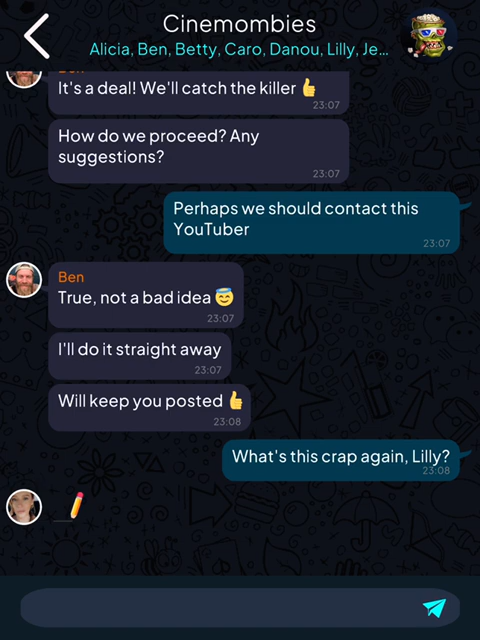 Cinemombies
Alicia, Ben, Betty, Caro, Danou, Lilly, Je...
Ben
It's a deal! We'll catch the killer 👍
23:07
How do we proceed? Any
suggestions?
23:07
Perhaps we should contact this
YouTuber
23:07
Ben
True, not a bad idea 😇
23:07
I'll do it straight away
23:07
Will keep you posted 👍
23:08
What's this crap again, Lilly?
23:08